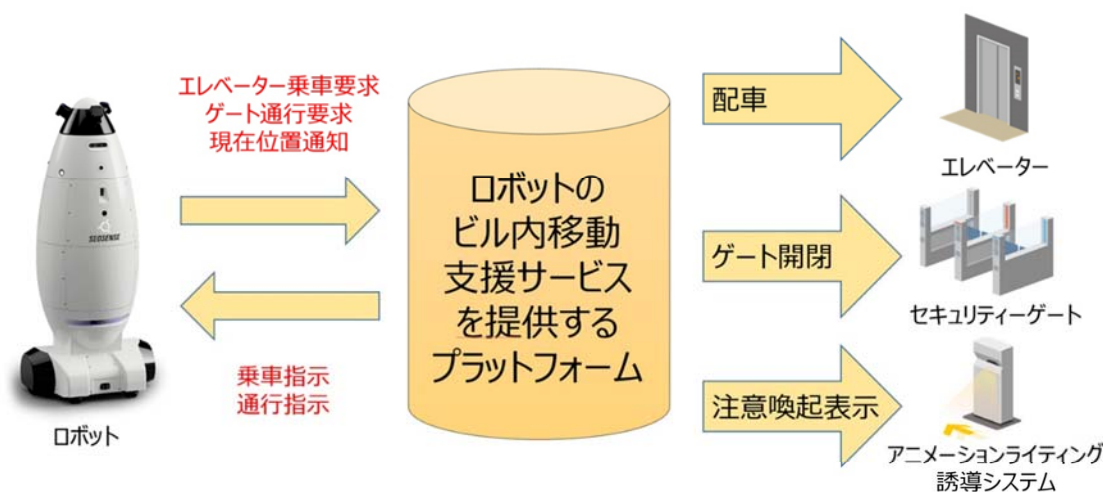 エレベーター乗車要求
ゲート通行要求
現在位置通知
SEQSENSE
ロボット
乗車指示
通行指示
ロボットの
ビル内移動
支援サービス
を提供する
プラットフォーム
配車
エレベーター
ゲート開閉
セキュリティーゲート
注意喚起表示
アニメーションライティング
誘導システム